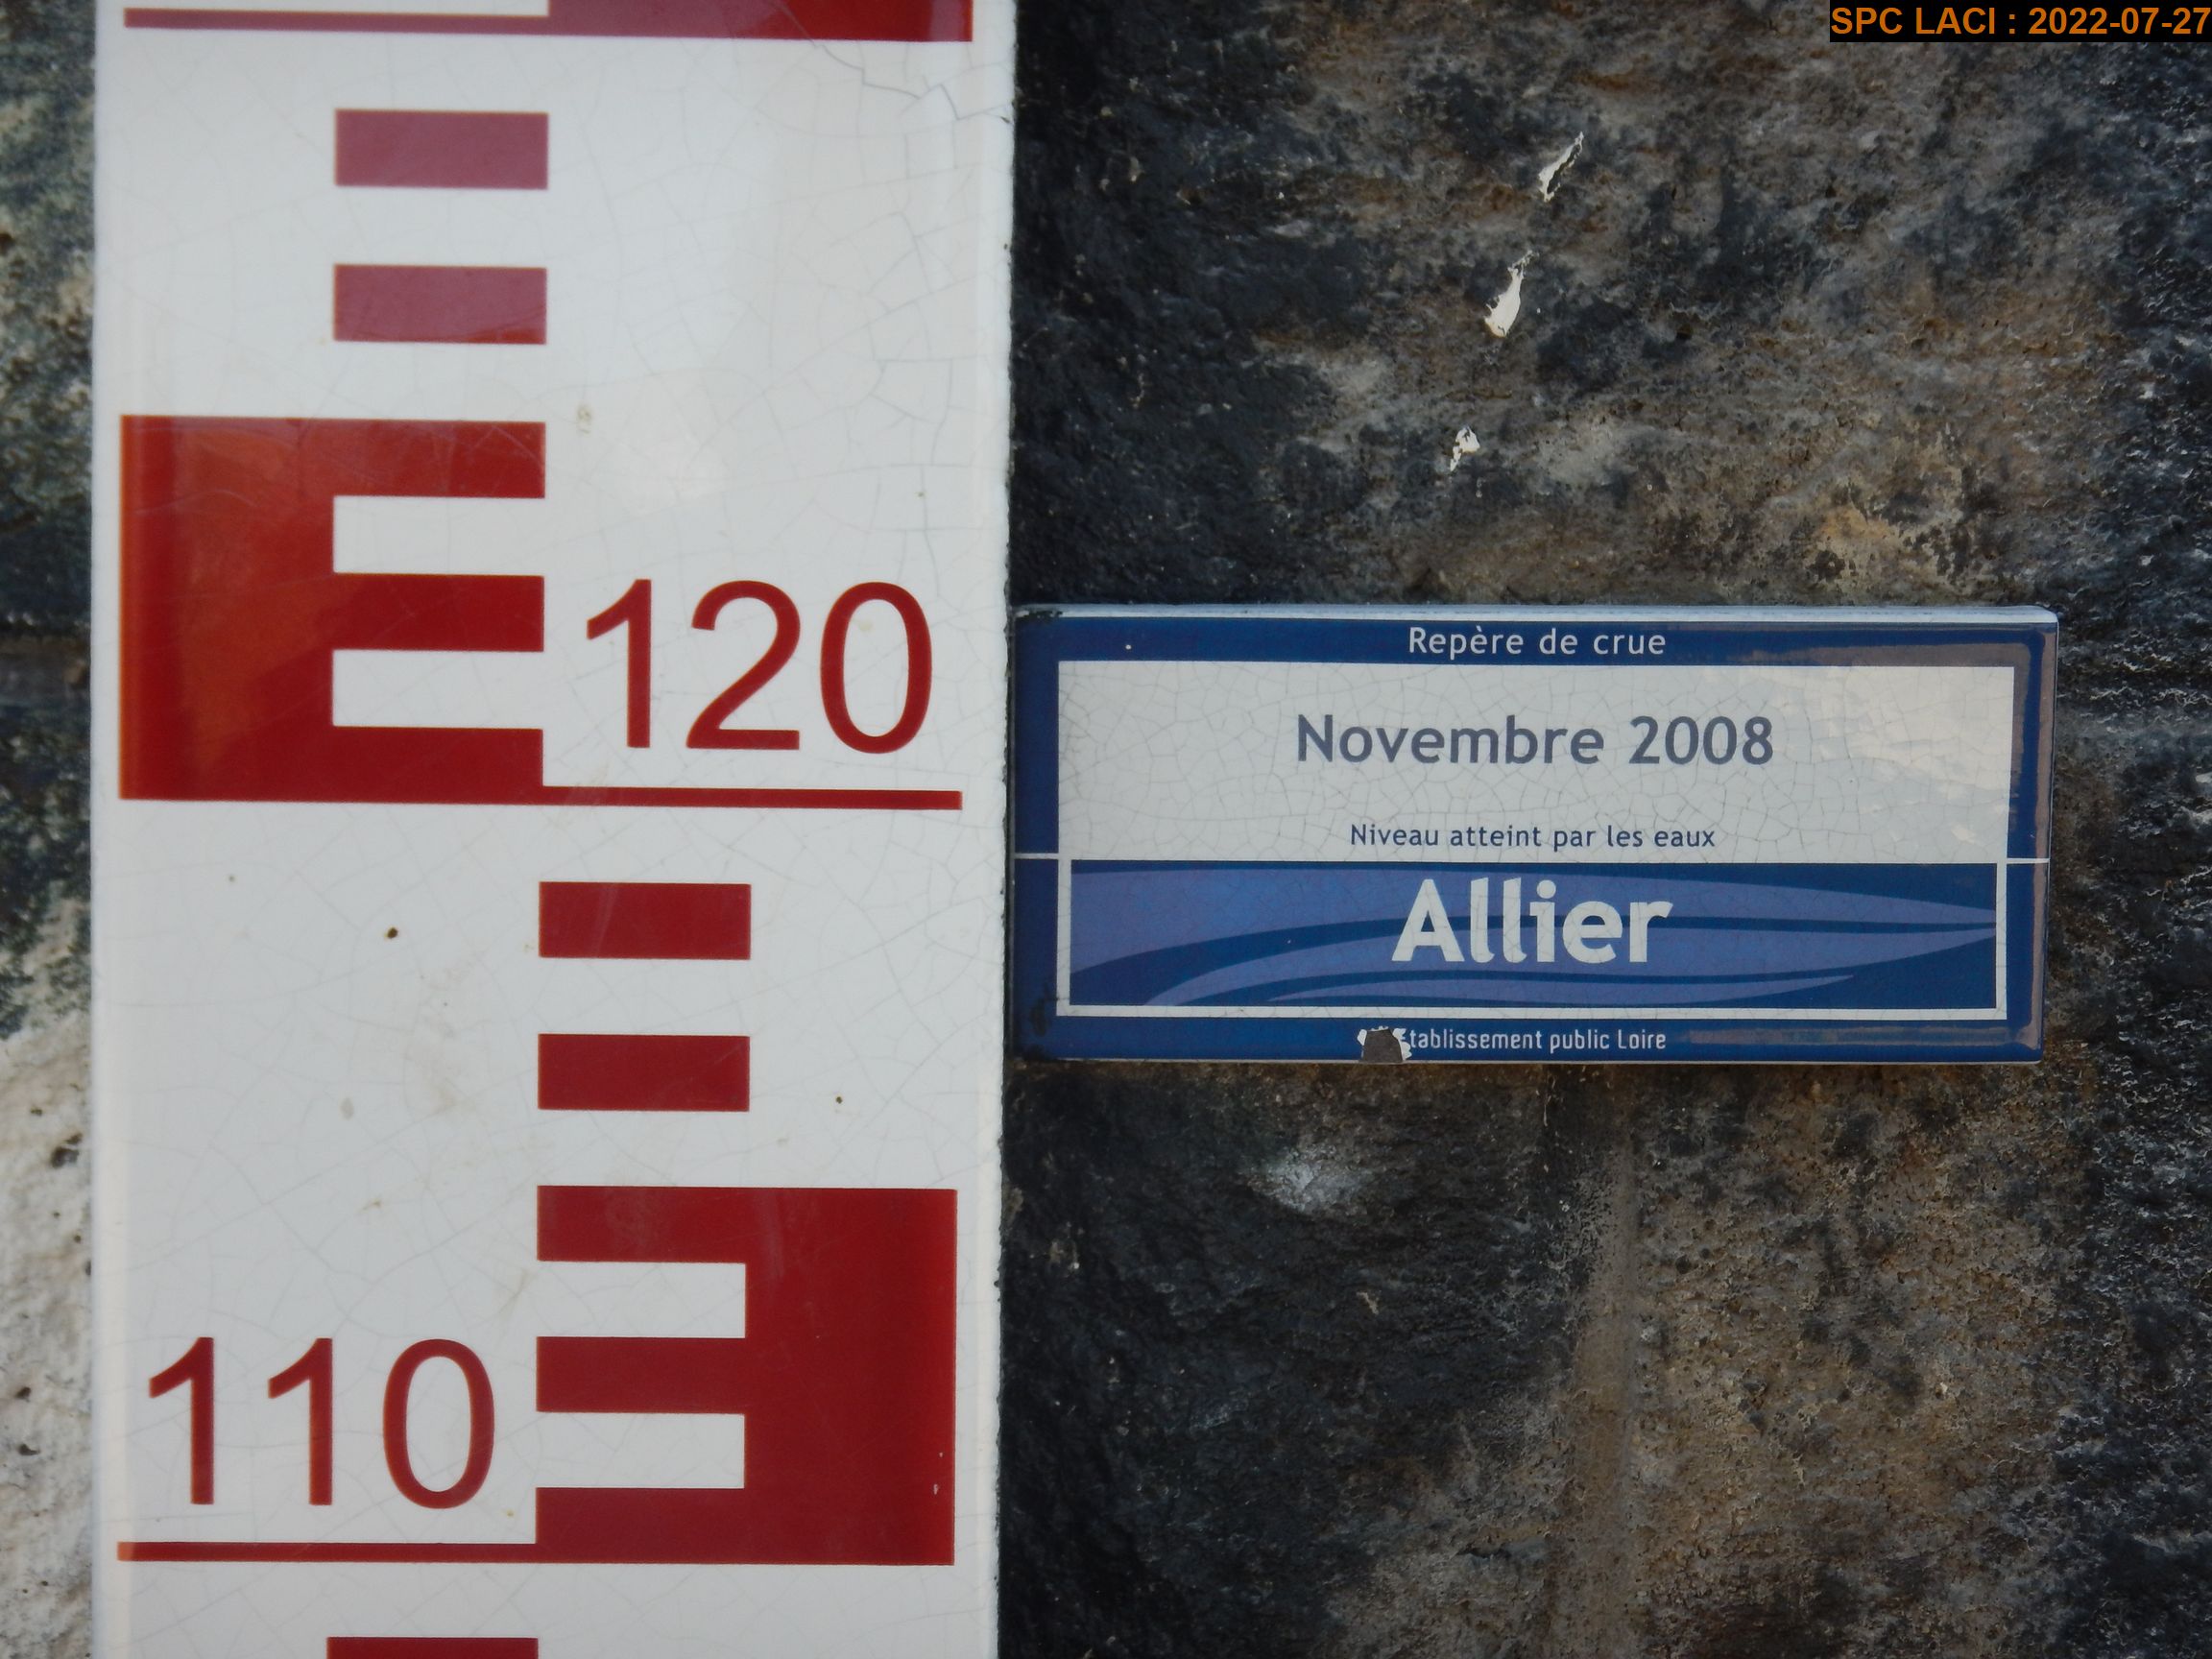 SPC LACI : 2022-07-27
120
Repère de crue
Novembre 2008
Niveau atteint par les eaux
Allier
tablissement public Loire
110